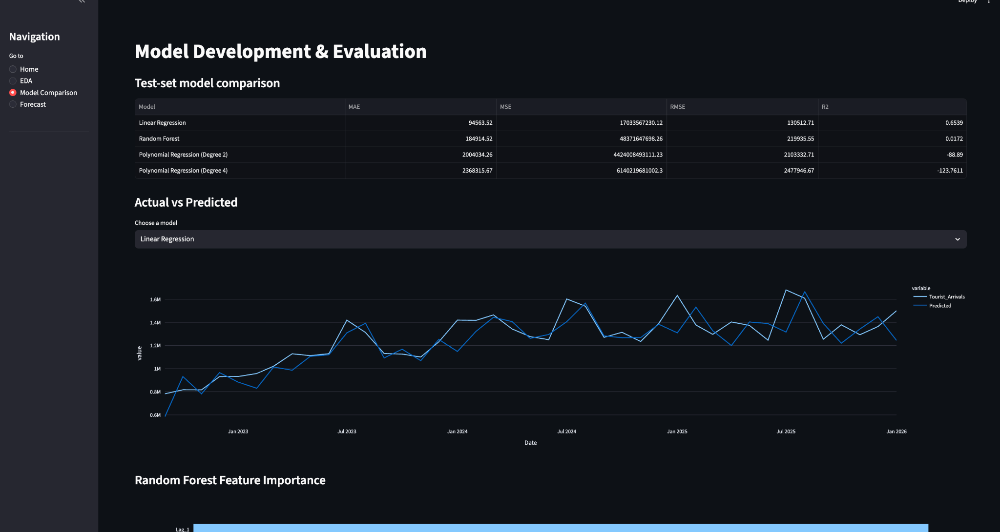 Deploy
Navigation
Go to
Home
EDA
Model Comparison
Forecast
Model Development & Evaluation
Test-set model comparison
Model MAE MSE RMSE R2
Linear Regression 94563.52 17033567230.12 130512.71 0.6539
Random Forest 184914.52 48371647698.26 219935.55 0.0172
Polynomial Regression (Degree 2) 2004034.26 4424008493111.23 2103332.71 -88.89
Polynomial Regression (Degree 4) 2368315.67 6140219681002.3 2477946.67 -123.7611
Actual vs Predicted
Choose a model
Linear Regression
variable
Tourist_Arrivals
Predicted
1.6M
1.4M
1.2M
1M
0.8M
0.6M
value
Jan 2023 Jul 2023 Jan 2024 Jul 2024 Jan 2025 Jul 2025 Jan 2026
Date
Random Forest Feature Importance
Lag_1